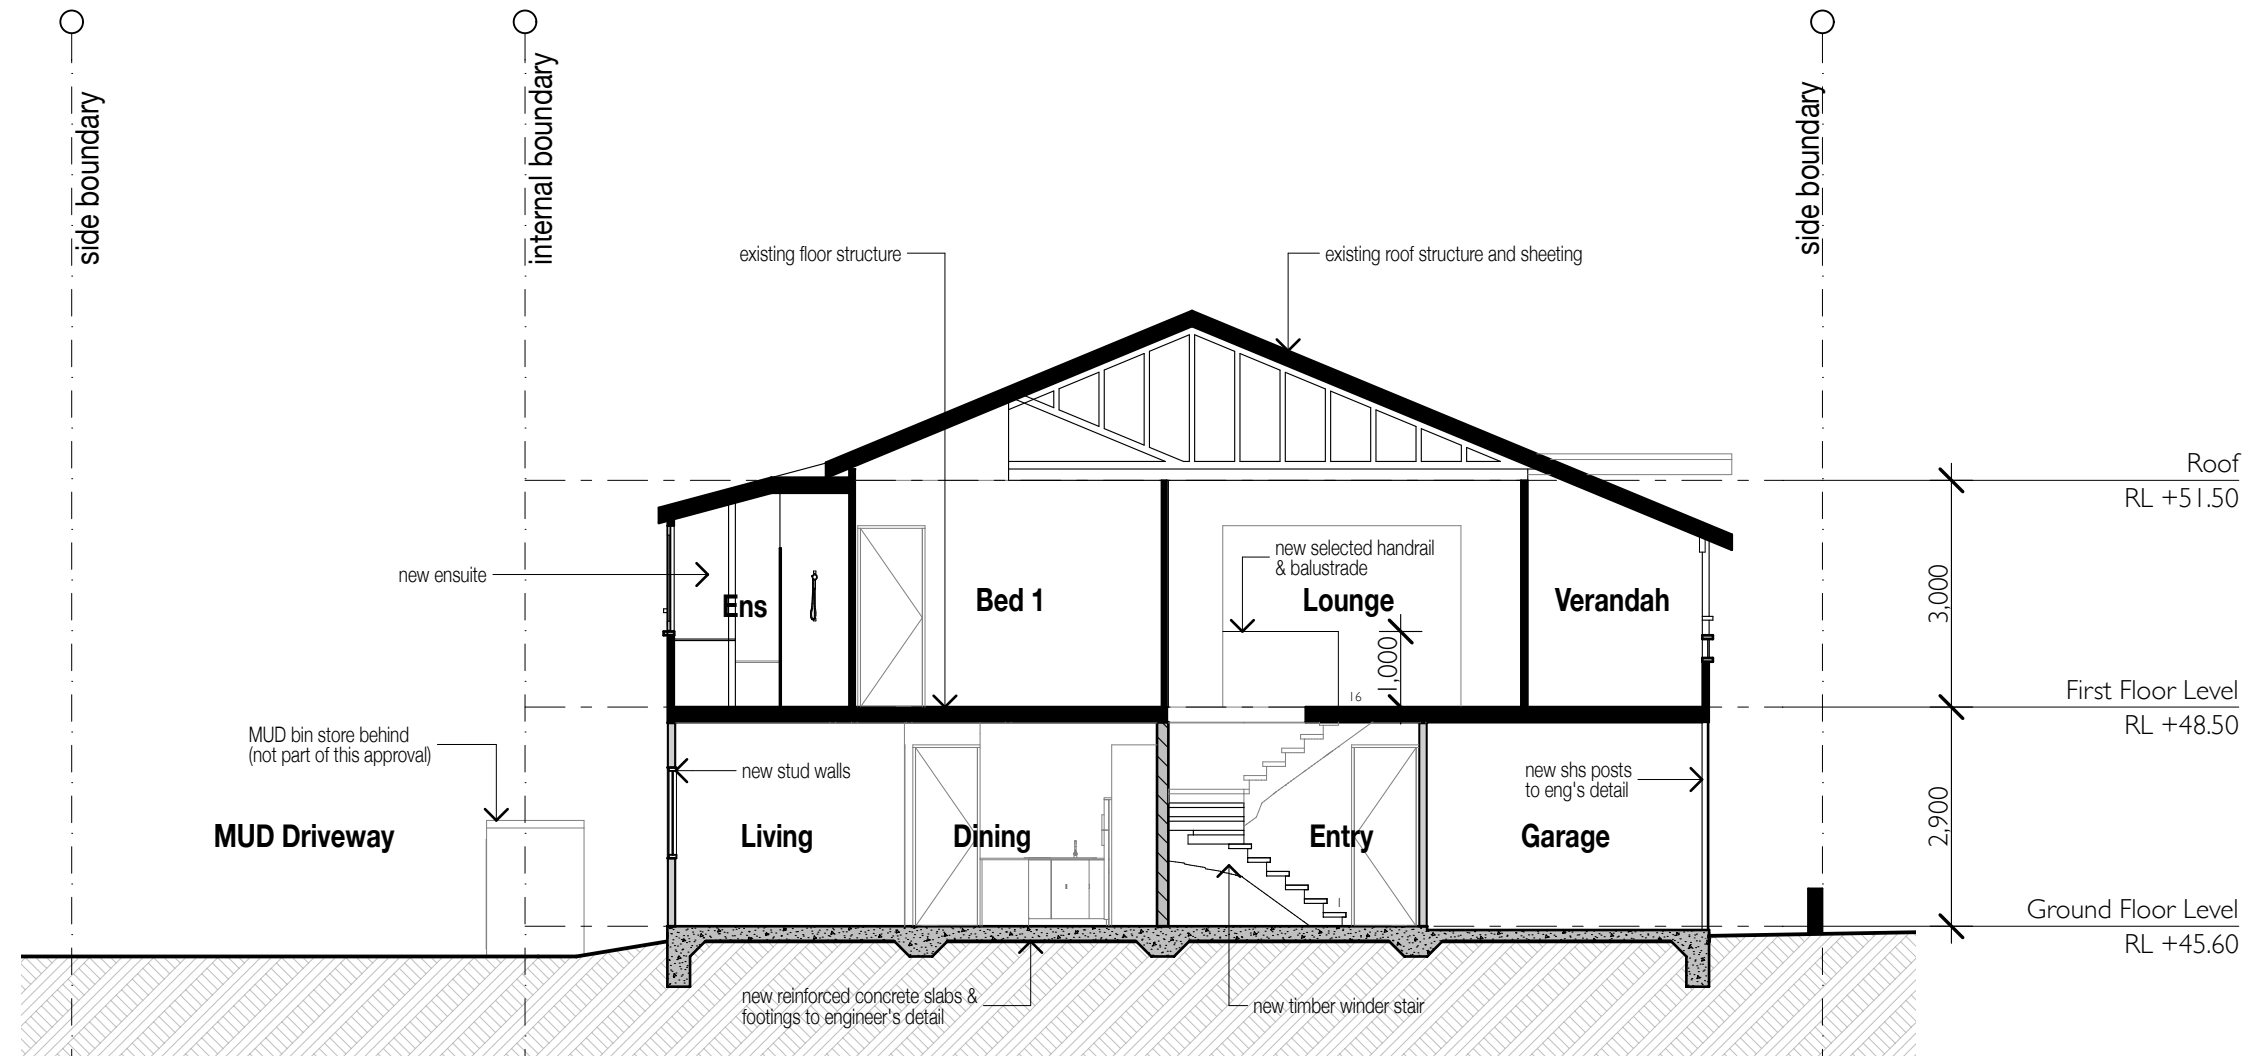 side boundary
internal boundary
side boundary
existing floor structure
existing roof structure and sheeting
Roof
RL +51.50
new ensuite
Ens
Bed 1
new selected handrail
& balustrade
Lounge
Verandah
3,000
1,000
16
First Floor Level
RL +48.50
MUD bin store behind
(not part of this approval)
new stud walls
new shs posts
to eng's detail
MUD Driveway
Living
Dining
Entry
Garage
2,900
1
Ground Floor Level
RL +45.60
new reinforced concrete slabs &
footings to engineer's detail
new timber winder stair